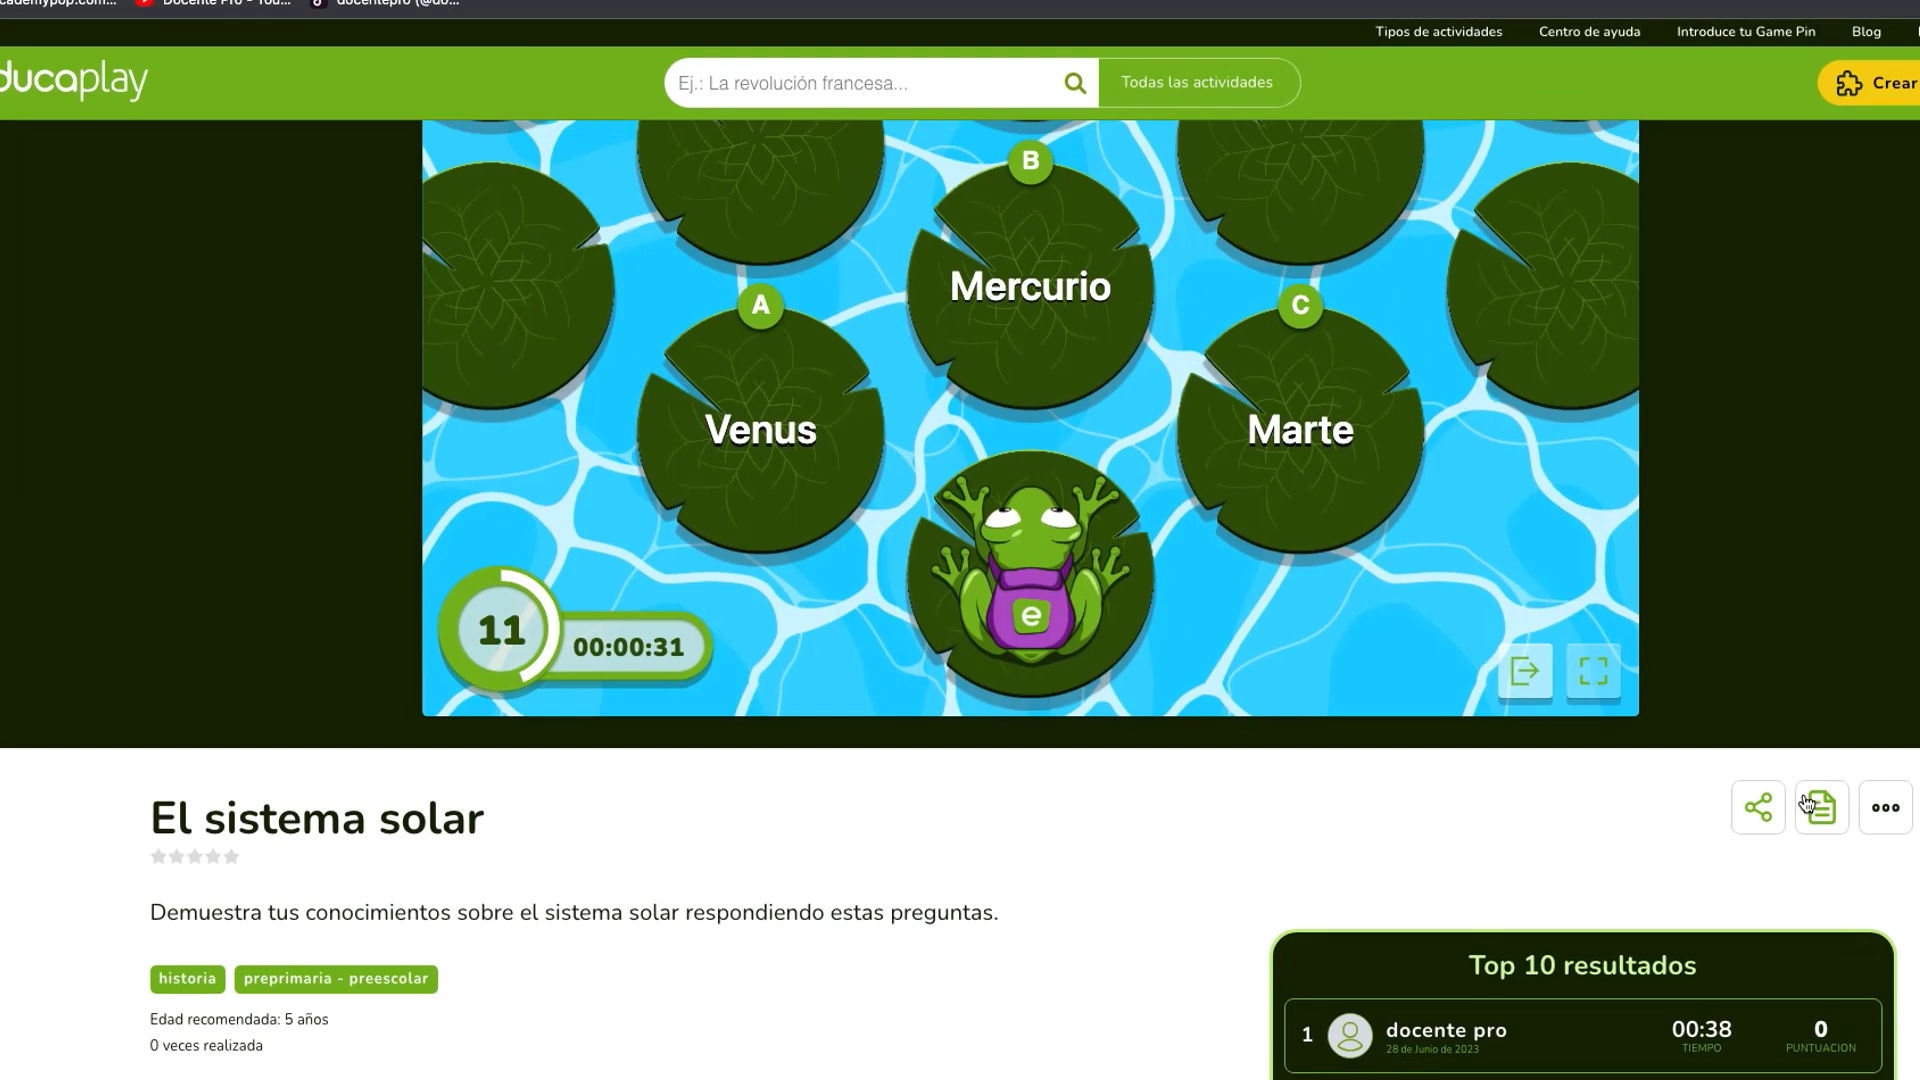 Tipos de actividades Centro de ayuda Introduce tu Game Pin Blog
ducaplay
Ej.: La revolución francesa...
Todas las actividades
Crear
B
Mercurio
A
C
Venus
Marte
e
11
00:00:31
El sistema solar
Demuestra tus conocimientos sobre el sistema solar respondiendo estas preguntas.
historia
preprimaria - preescolar
Edad recomendada: 5 años
0 veces realizada
Top 10 resultados
1
docente pro
28 de Junio de 2023
00:38
TIEMPO
0
PUNTUACION